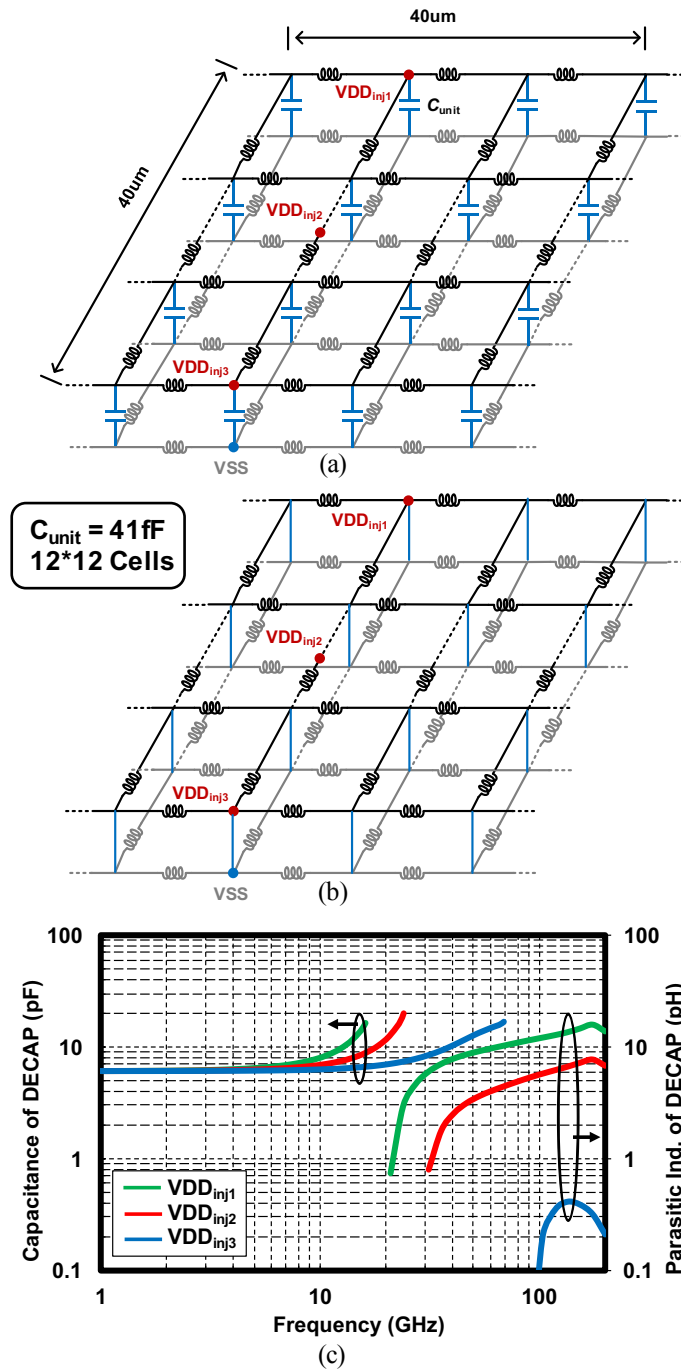 40um
VDDinj1
Cunit
40um
VDDinj2
VDDinj3
VSS
(a)
Cunit = 41fF
12*12 Cells
VDDinj1
VDDinj2
VDDinj3
VSS
(b)
Capacitance of DECAP (pF)
100
10
1
0.1
VDDinj1
VDDinj2
VDDinj3
1
10
100
Frequency (GHz)
100
10
1
0.1
Parasitic Ind. of DECAP (pH)
(c)